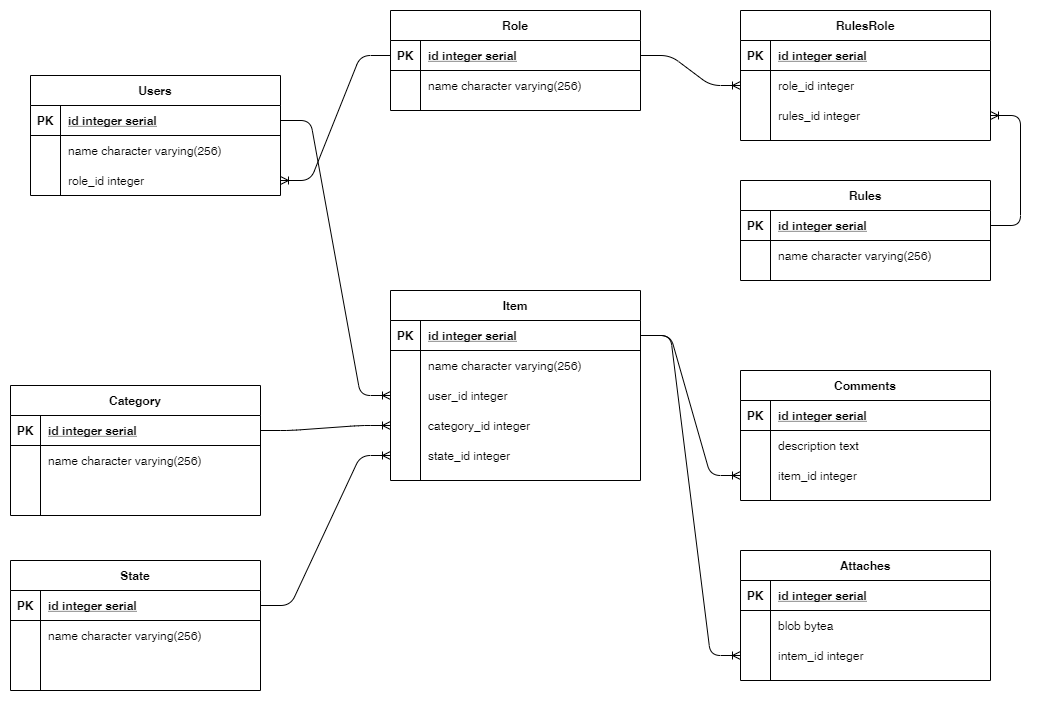 Role
PK id integer serial
name character varying(256)
RulesRole
PK id integer serial
role_id integer
rules_id integer
Users
PK id integer serial
name character varying(256)
role_id integer
Rules
PK id integer serial
name character varying(256)
Item
PK id integer serial
name character varying(256)
user_id integer
category_id integer
state_id integer
Category
PK id integer serial
name character varying(256)
Comments
PK id integer serial
description text
item_id integer
State
PK id integer serial
name character varying(256)
Attaches
PK id integer serial
blob bytea
intem_id integer